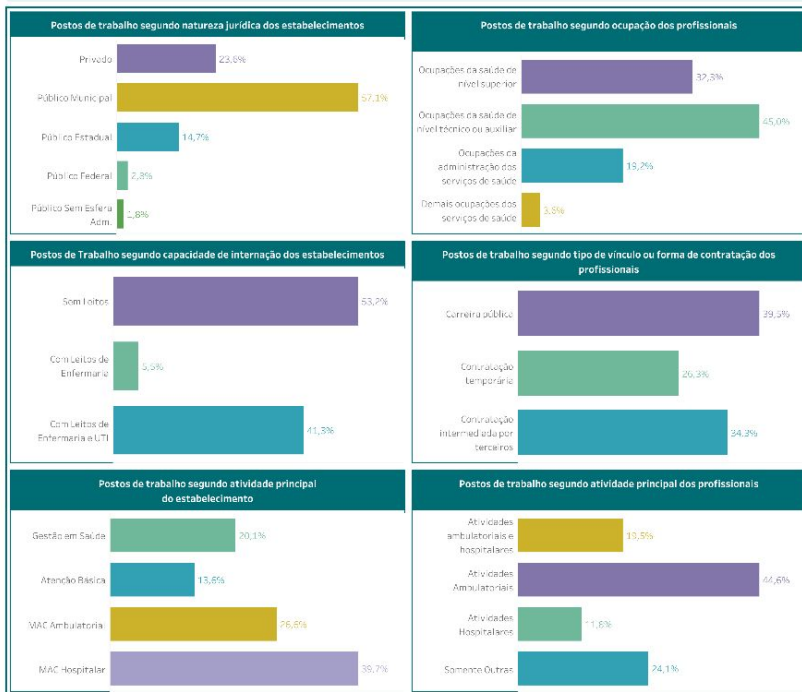 Postos de trabalho segundo natureza jurídica dos estabelecimentos
Privado
23,6%
Público Municipal
57,1%
Público Estadual
14,7%
Público Federal
2,8%
Público Sem Esfera
Adm.
1,8%
Postos de trabalho segundo ocupação dos profissionais
Ocupações da saúde de
nível superior
32,3%
Ocupações da saúde de
nível técnico ou auxiliar
45,0%
Ocupações da
administração dos
serviços de saúde
19,2%
Demais ocupações dos
serviços de saúde
3,5%
Postos de Trabalho segundo capacidade de internação dos estabelecimentos
Sem Leitos
53,2%
Com Leitos de
Enfermaria
5,5%
Com Leitos de
Enfermaria e UTI
41,3%
Postos de trabalho segundo tipo de vínculo ou forma de contratação dos
profissionais
Carreira pública
39,5%
Contratação
temporária
26,3%
Contratação
intermediada por
terceiros
34,3%
Postos de trabalho segundo atividade principal
do estabelecimento
Gestão em Saúde
20,1%
Atenção Básica
13,6%
MAC Ambulatorial
26,6%
MAC Hospitalar
39,7%
Postos de trabalho segundo atividade principal dos profissionais
Atividades
ambulatoriais e
hospitalares
19,5%
Atividades
Ambulatoriais
44,6%
Atividades
Hospitalares
11,8%
Somente Outras
24,1%